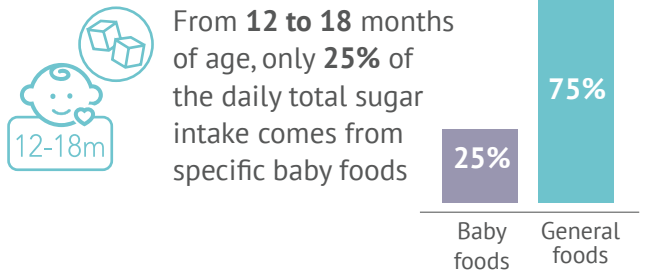 From 12 to 18 months
of age, only 25% of
the daily total sugar
intake comes from
specific baby foods
12-18m
75%
25%
Baby
foods
General
foods